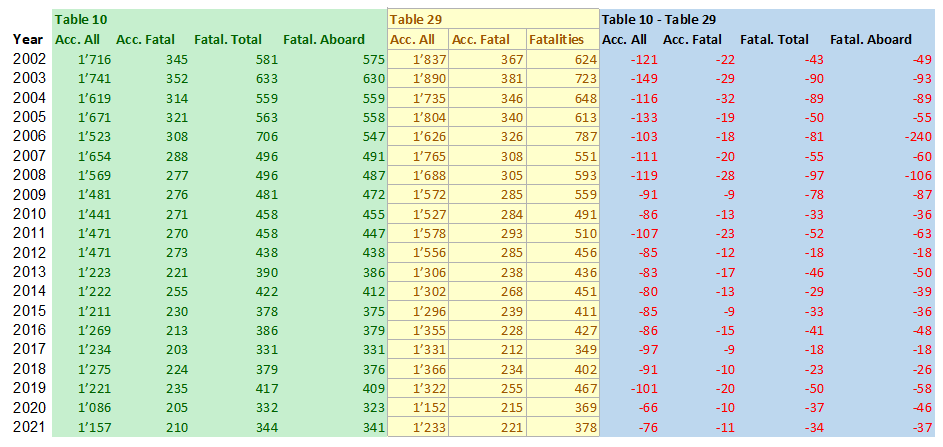 Table 10 Table 29 Table 10 - Table 29
Year Acc. All Acc. Fatal Fatal. Total Fatal. Aboard Acc. All Acc. Fatal Fatalities Acc. All Acc. Fatal Fatal. Total Fatal. Aboard
2002 1’716 345 581 575 1’837 367 624 -121 -22 -43 -49
2003 1’741 352 633 630 1’890 381 723 -149 -29 -90 -93
2004 1’619 314 559 559 1’735 346 648 -116 -32 -89 -89
2005 1’671 321 563 558 1’804 340 613 -133 -19 -50 -55
2006 1’523 308 706 547 1’626 326 787 -103 -18 -81 -240
2007 1’654 288 496 491 1’765 308 551 -111 -20 -55 -60
2008 1’569 277 496 487 1’688 305 593 -119 -28 -97 -106
2009 1’481 276 481 472 1’572 285 559 -91 -9 -78 -87
2010 1’441 271 458 455 1’527 284 491 -86 -13 -33 -36
2011 1’471 270 458 447 1’578 293 510 -107 -23 -52 -63
2012 1’471 273 438 438 1’556 285 456 -85 -12 -18 -18
2013 1’223 221 390 386 1’306 238 436 -83 -17 -46 -50
2014 1’222 255 422 412 1’302 268 451 -80 -13 -29 -39
2015 1’211 230 378 375 1’296 239 411 -85 -9 -33 -36
2016 1’269 213 386 379 1’355 228 427 -86 -15 -41 -48
2017 1’234 203 331 331 1’331 212 349 -97 -9 -18 -18
2018 1’275 224 379 376 1’366 234 402 -91 -10 -23 -26
2019 1’221 235 417 409 1’322 255 467 -101 -20 -50 -58
2020 1’086 205 332 323 1’152 215 369 -66 -10 -37 -46
2021 1’157 210 344 341 1’233 221 378 -76 -11 -34 -37